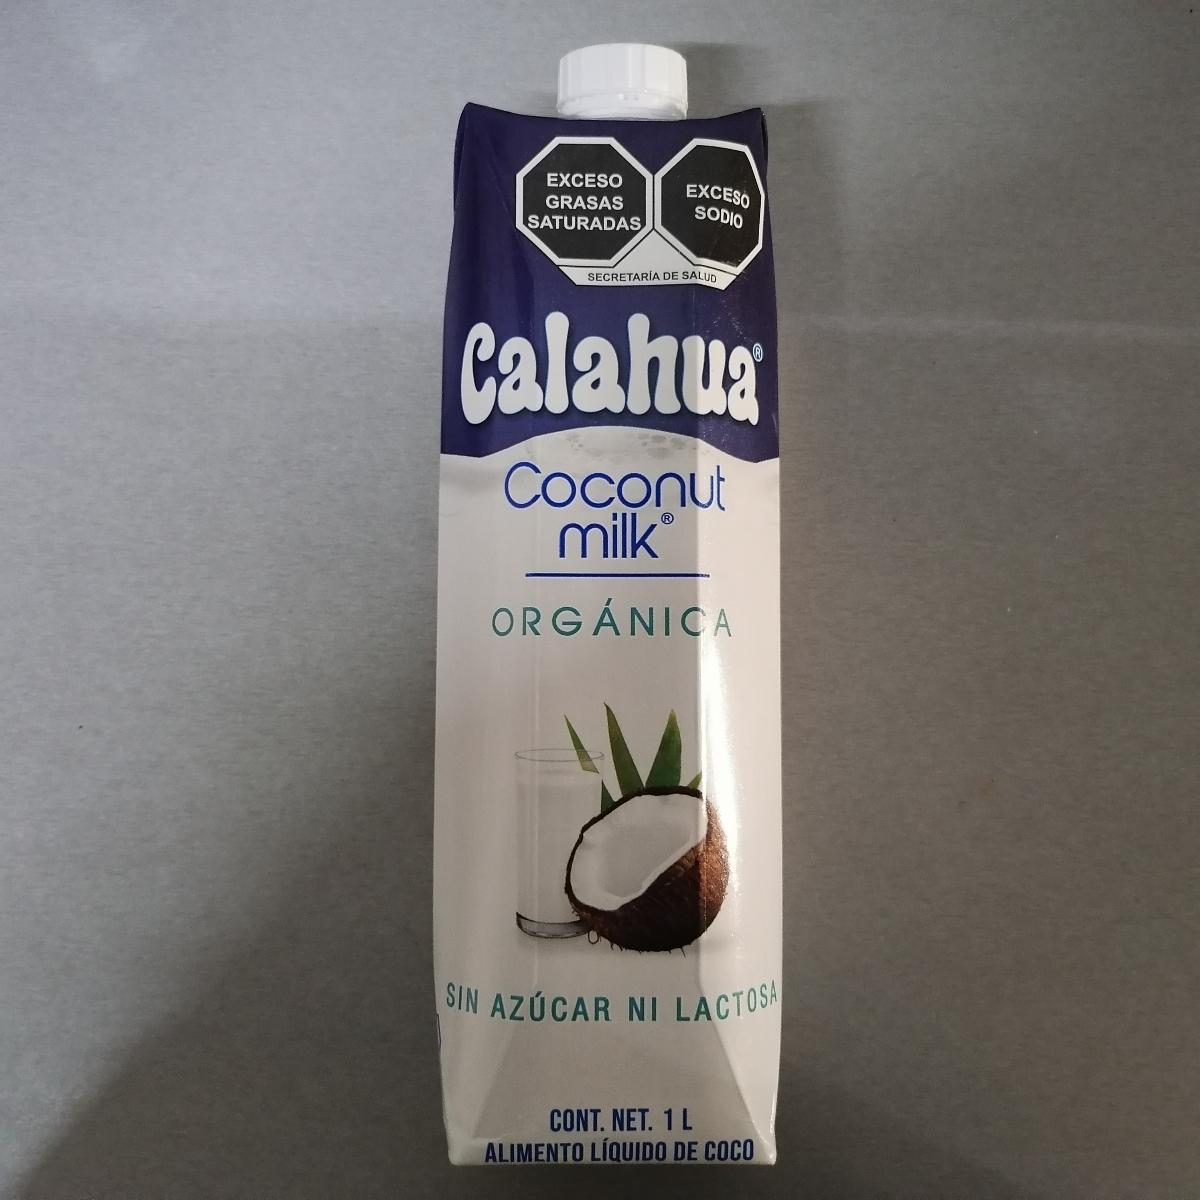 EXCESO
GRASAS
SATURADAS
EXCESO
SODIO
SECRETARÍA DE SALUD
Calahua®
Coconut
milk®
ORGÁNICA
SIN AZÚCAR NI LACTOSA
CONT. NET. 1 L
ALIMENTO LÍQUIDO DE COCO